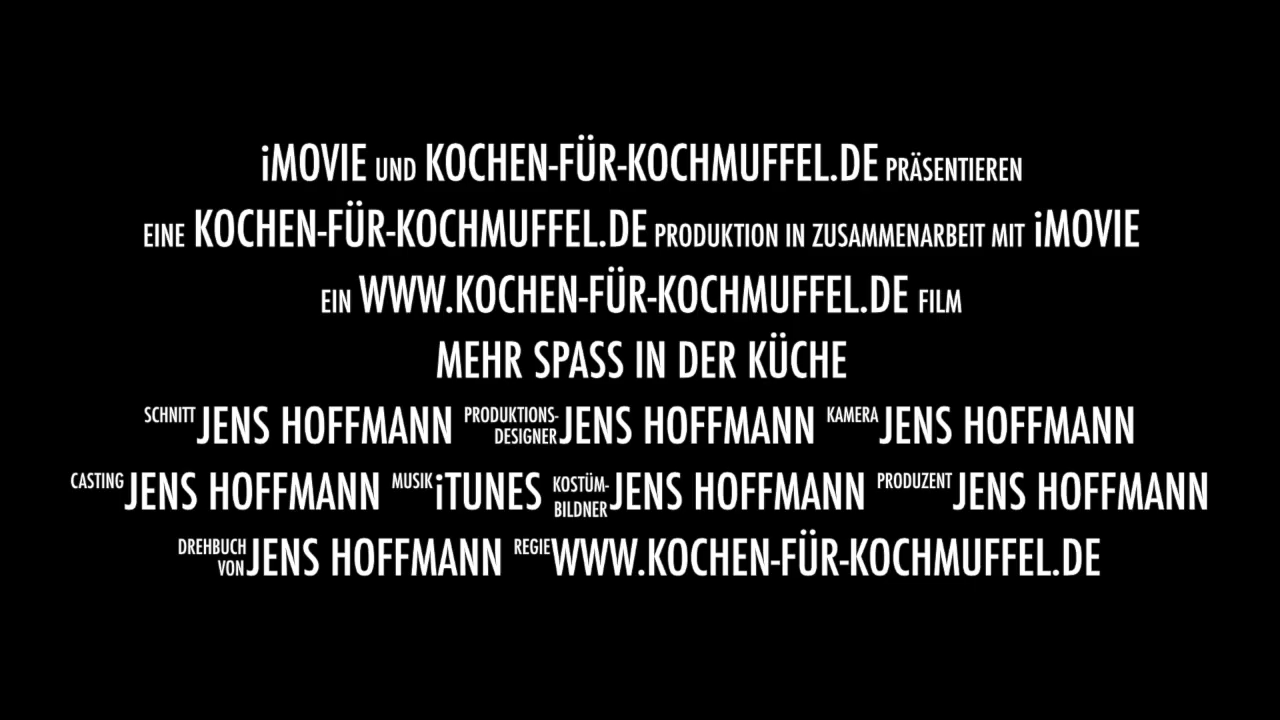 iMOVIE UND KOCHEN-FÜR-KOCHMUFFEL.DE PRÄSENTIEREN
EINE KOCHEN-FÜR-KOCHMUFFEL.DE PRODUKTION IN ZUSAMMENARBEIT MIT iMOVIE
EIN WWW.KOCHEN-FÜR-KOCHMUFFEL.DE FILM
MEHR SPASS IN DER KÜCHE
SCHNITT JENS HOFFMANN PRODUKTIONS-DESIGNER JENS HOFFMANN KAMERA JENS HOFFMANN
CASTING JENS HOFFMANN MUSIK iTUNES KOSTÜM-BILDNER JENS HOFFMANN PRODUZENT JENS HOFFMANN
DREHBUCH VON JENS HOFFMANN REGIE WWW.KOCHEN-FÜR-KOCHMUFFEL.DE